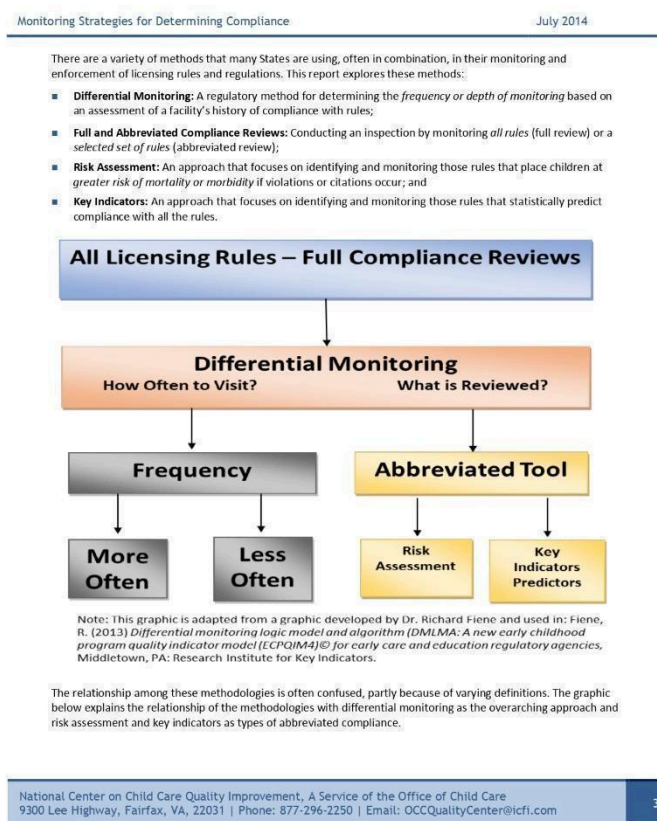 Monitoring Strategies for Determining Compliance July 2014
There are a variety of methods that many States are using, often in combination, in their monitoring and
enforcement of licensing rules and regulations. This report explores these methods:
■ Differential Monitoring: A regulatory method for determining the frequency or depth of monitoring based on
an assessment of a facility's history of compliance with rules;
■ Full and Abbreviated Compliance Reviews: Conducting an inspection by monitoring all rules (full review) or a
selected set of rules (abbreviated review);
■ Risk Assessment: An approach that focuses on identifying and monitoring those rules that place children at
greater risk of mortality or morbidity if violations or citations occur; and
■ Key Indicators: An approach that focuses on identifying and monitoring those rules that statistically predict
compliance with all the rules.
All Licensing Rules – Full Compliance Reviews
Differential Monitoring
How Often to Visit? What is Reviewed?
Frequency
Abbreviated Tool
More
Often
Less
Often
Risk
Assessment
Key
Indicators
Predictors
Note: This graphic is adapted from a graphic developed by Dr. Richard Fiene and used in: Fiene,
R. (2013) Differential monitoring logic model and algorithm (DMLMA: A new early childhood
program quality indicator model (ECPQIM4)© for early care and education regulatory agencies,
Middletown, PA: Research Institute for Key Indicators.
The relationship among these methodologies is often confused, partly because of varying definitions. The graphic
below explains the relationship of the methodologies with differential monitoring as the overarching approach and
risk assessment and key indicators as types of abbreviated compliance.
National Center on Child Care Quality Improvement, A Service of the Office of Child Care
9300 Lee Highway, Fairfax, VA, 22031 | Phone: 877-296-2250 | Email: OCCQualityCenter@icfi.com
3